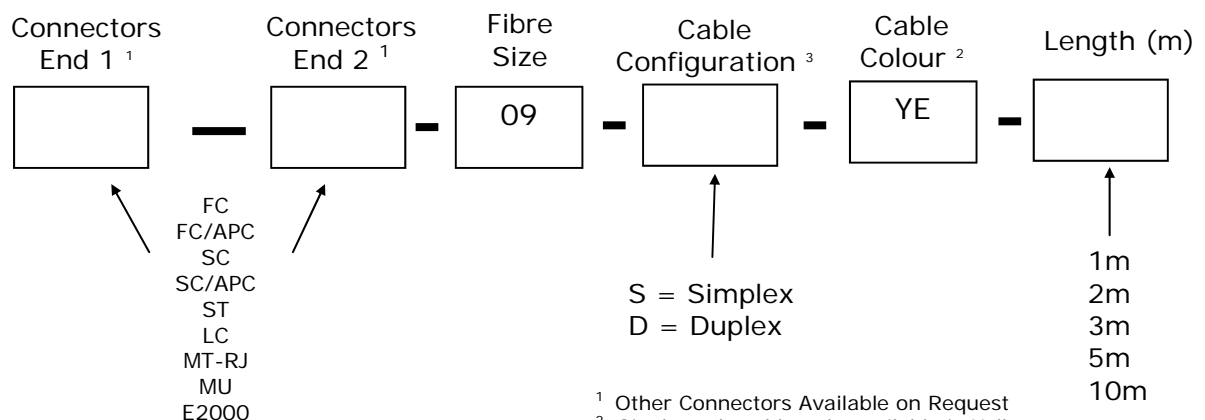 Connectors
End 1 ¹
Connectors
End 2 ¹
Fibre
Size
Cable
Configuration ³
Cable
Colour ²
Length (m)
09
YE
FC
FC/APC
SC
SC/APC
ST
LC
MT-RJ
MU
E2000
S = Simplex
D = Duplex
1m
2m
3m
5m
10m
¹ Other Connectors Available on Request